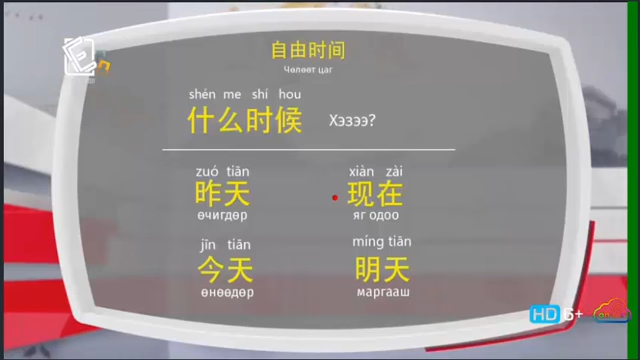 自由时间
Чөлөөт цаг
shén me shí hou
什么时候 Хэзээ?
zuó tiān xiàn zài
昨天 现在
өчигдөр яг одоо
jīn tiān míng tiān
今天 明天
өнөөдөр маргааш
HD 6+